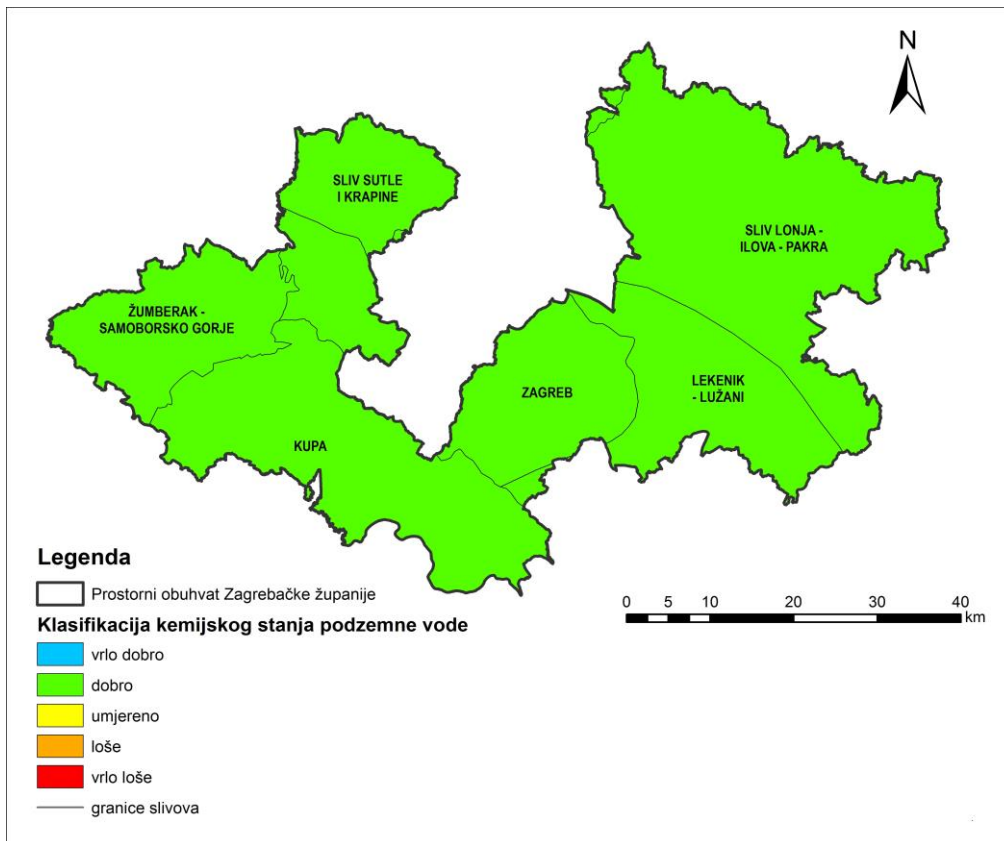 N
SLIV SUTLE
I KRAPINE
SLIV LONJA -
ILOVA - PAKRA
ŽUMBERAK -
SAMOBORSKO GORJE
ZAGREB
LEKENIK
- LUŽANI
KUPA
Legenda
Prostorni obuhvat Zagrebačke županije
Klasifikacija kemijskog stanja podzemne vode
vrlo dobro
dobro
umjereno
loše
vrlo loše
granice slivova
0 5 10 20 30 40
km